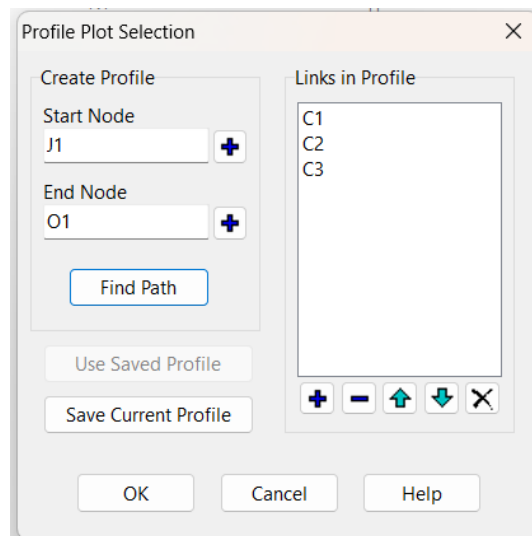 Profile Plot Selection
Create Profile
Start Node
J1
End Node
O1
Find Path
Use Saved Profile
Save Current Profile
Links in Profile
C1
C2
C3
OK Cancel Help